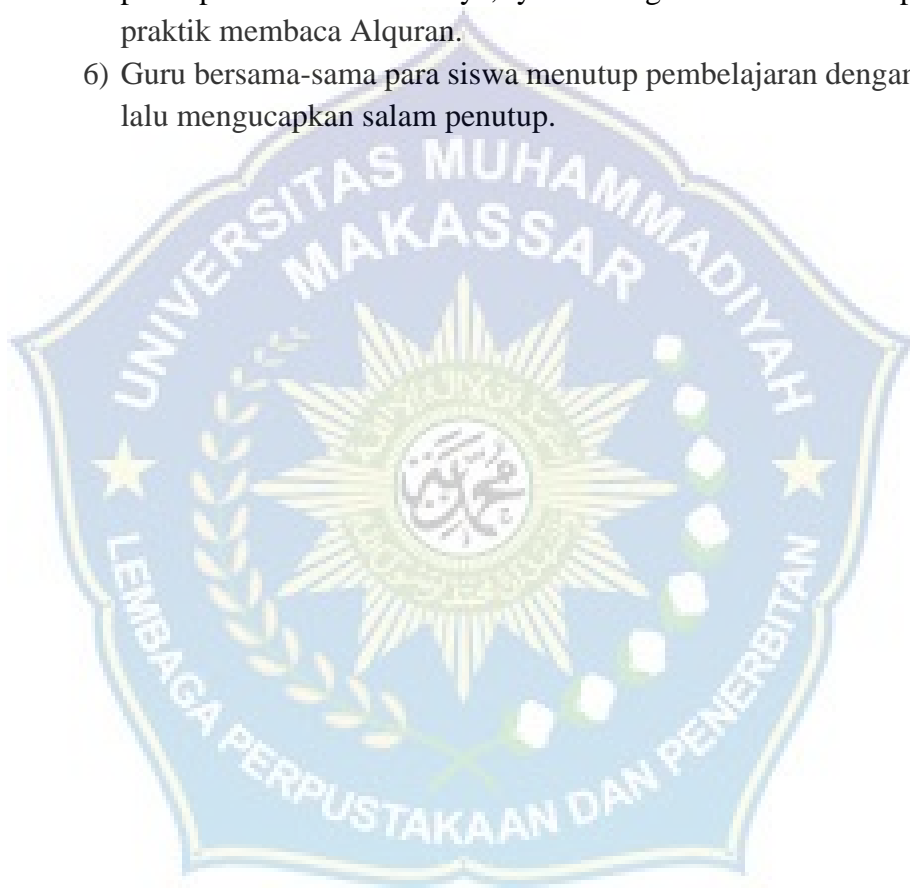 praktik membaca Alquran.
6) Guru bersama-sama para siswa menutup pembelajaran dengan
lalu mengucapkan salam penutup.
UNIVERSITAS MUHAMMADIYAH
MAKASSAR
محمدية
LEMBAGA PERPUSTAKAAN DAN PENERBITAN